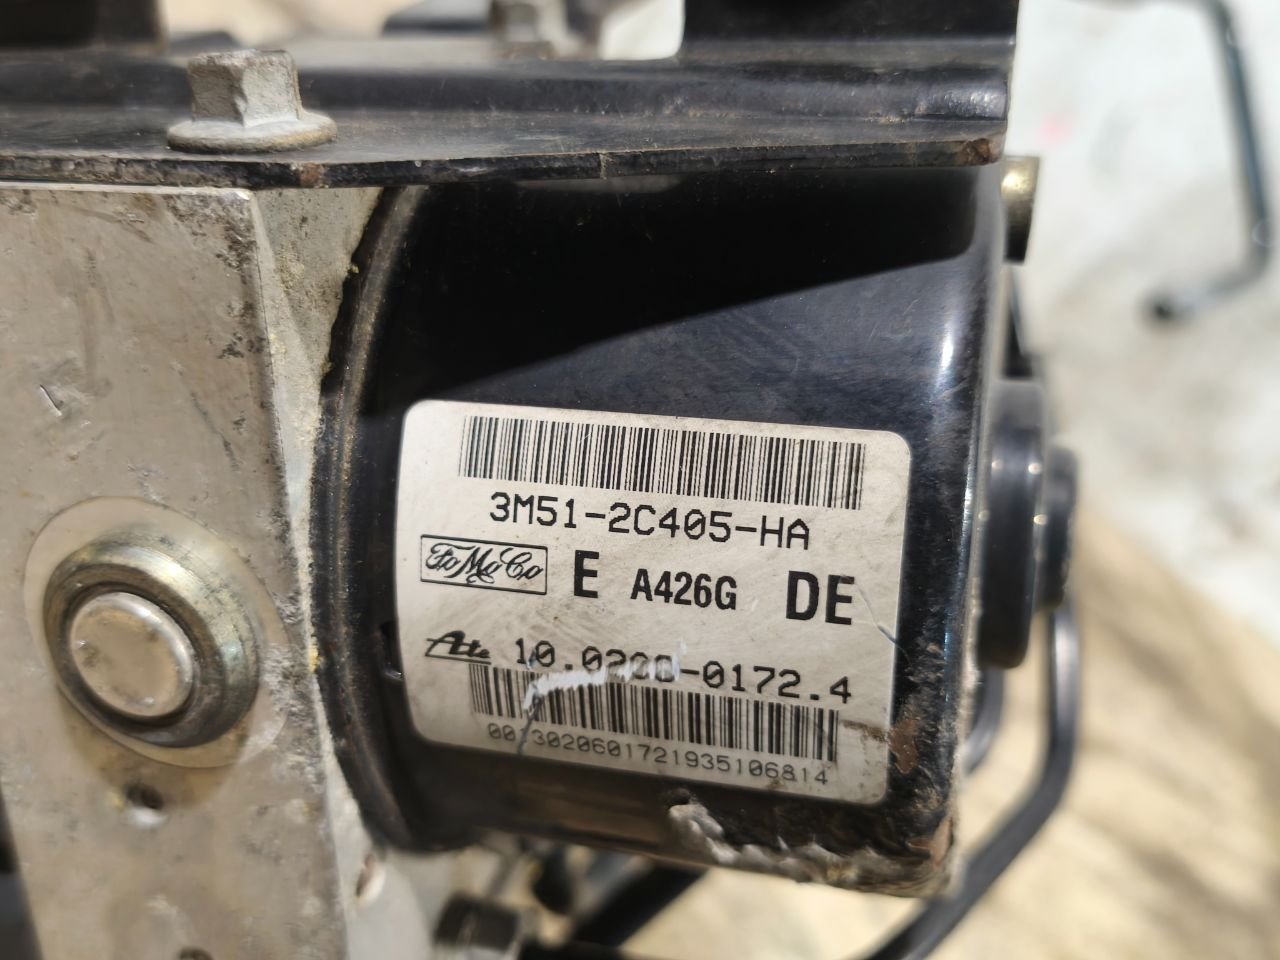 3M51-2C405-HA
FoMoCo E A426G DE
Ate 10.0206-0172.4
0013020601721935106814